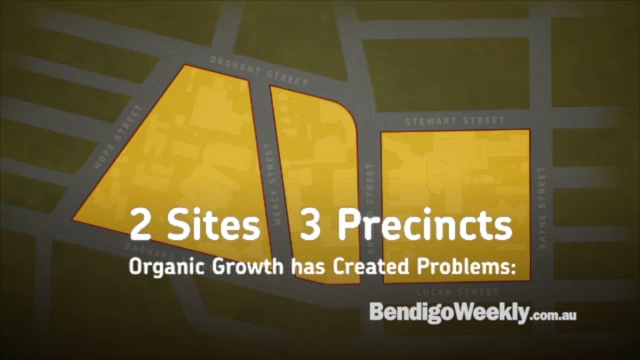 DROUGHT STREET
STEWART STREET
HOPE STREET
MERCY STREET
STREET
BAYNE STREET
2 Sites 3 Precincts
Organic Growth has Created Problems:
LUCAN STREET
BendigoWeekly.com.au